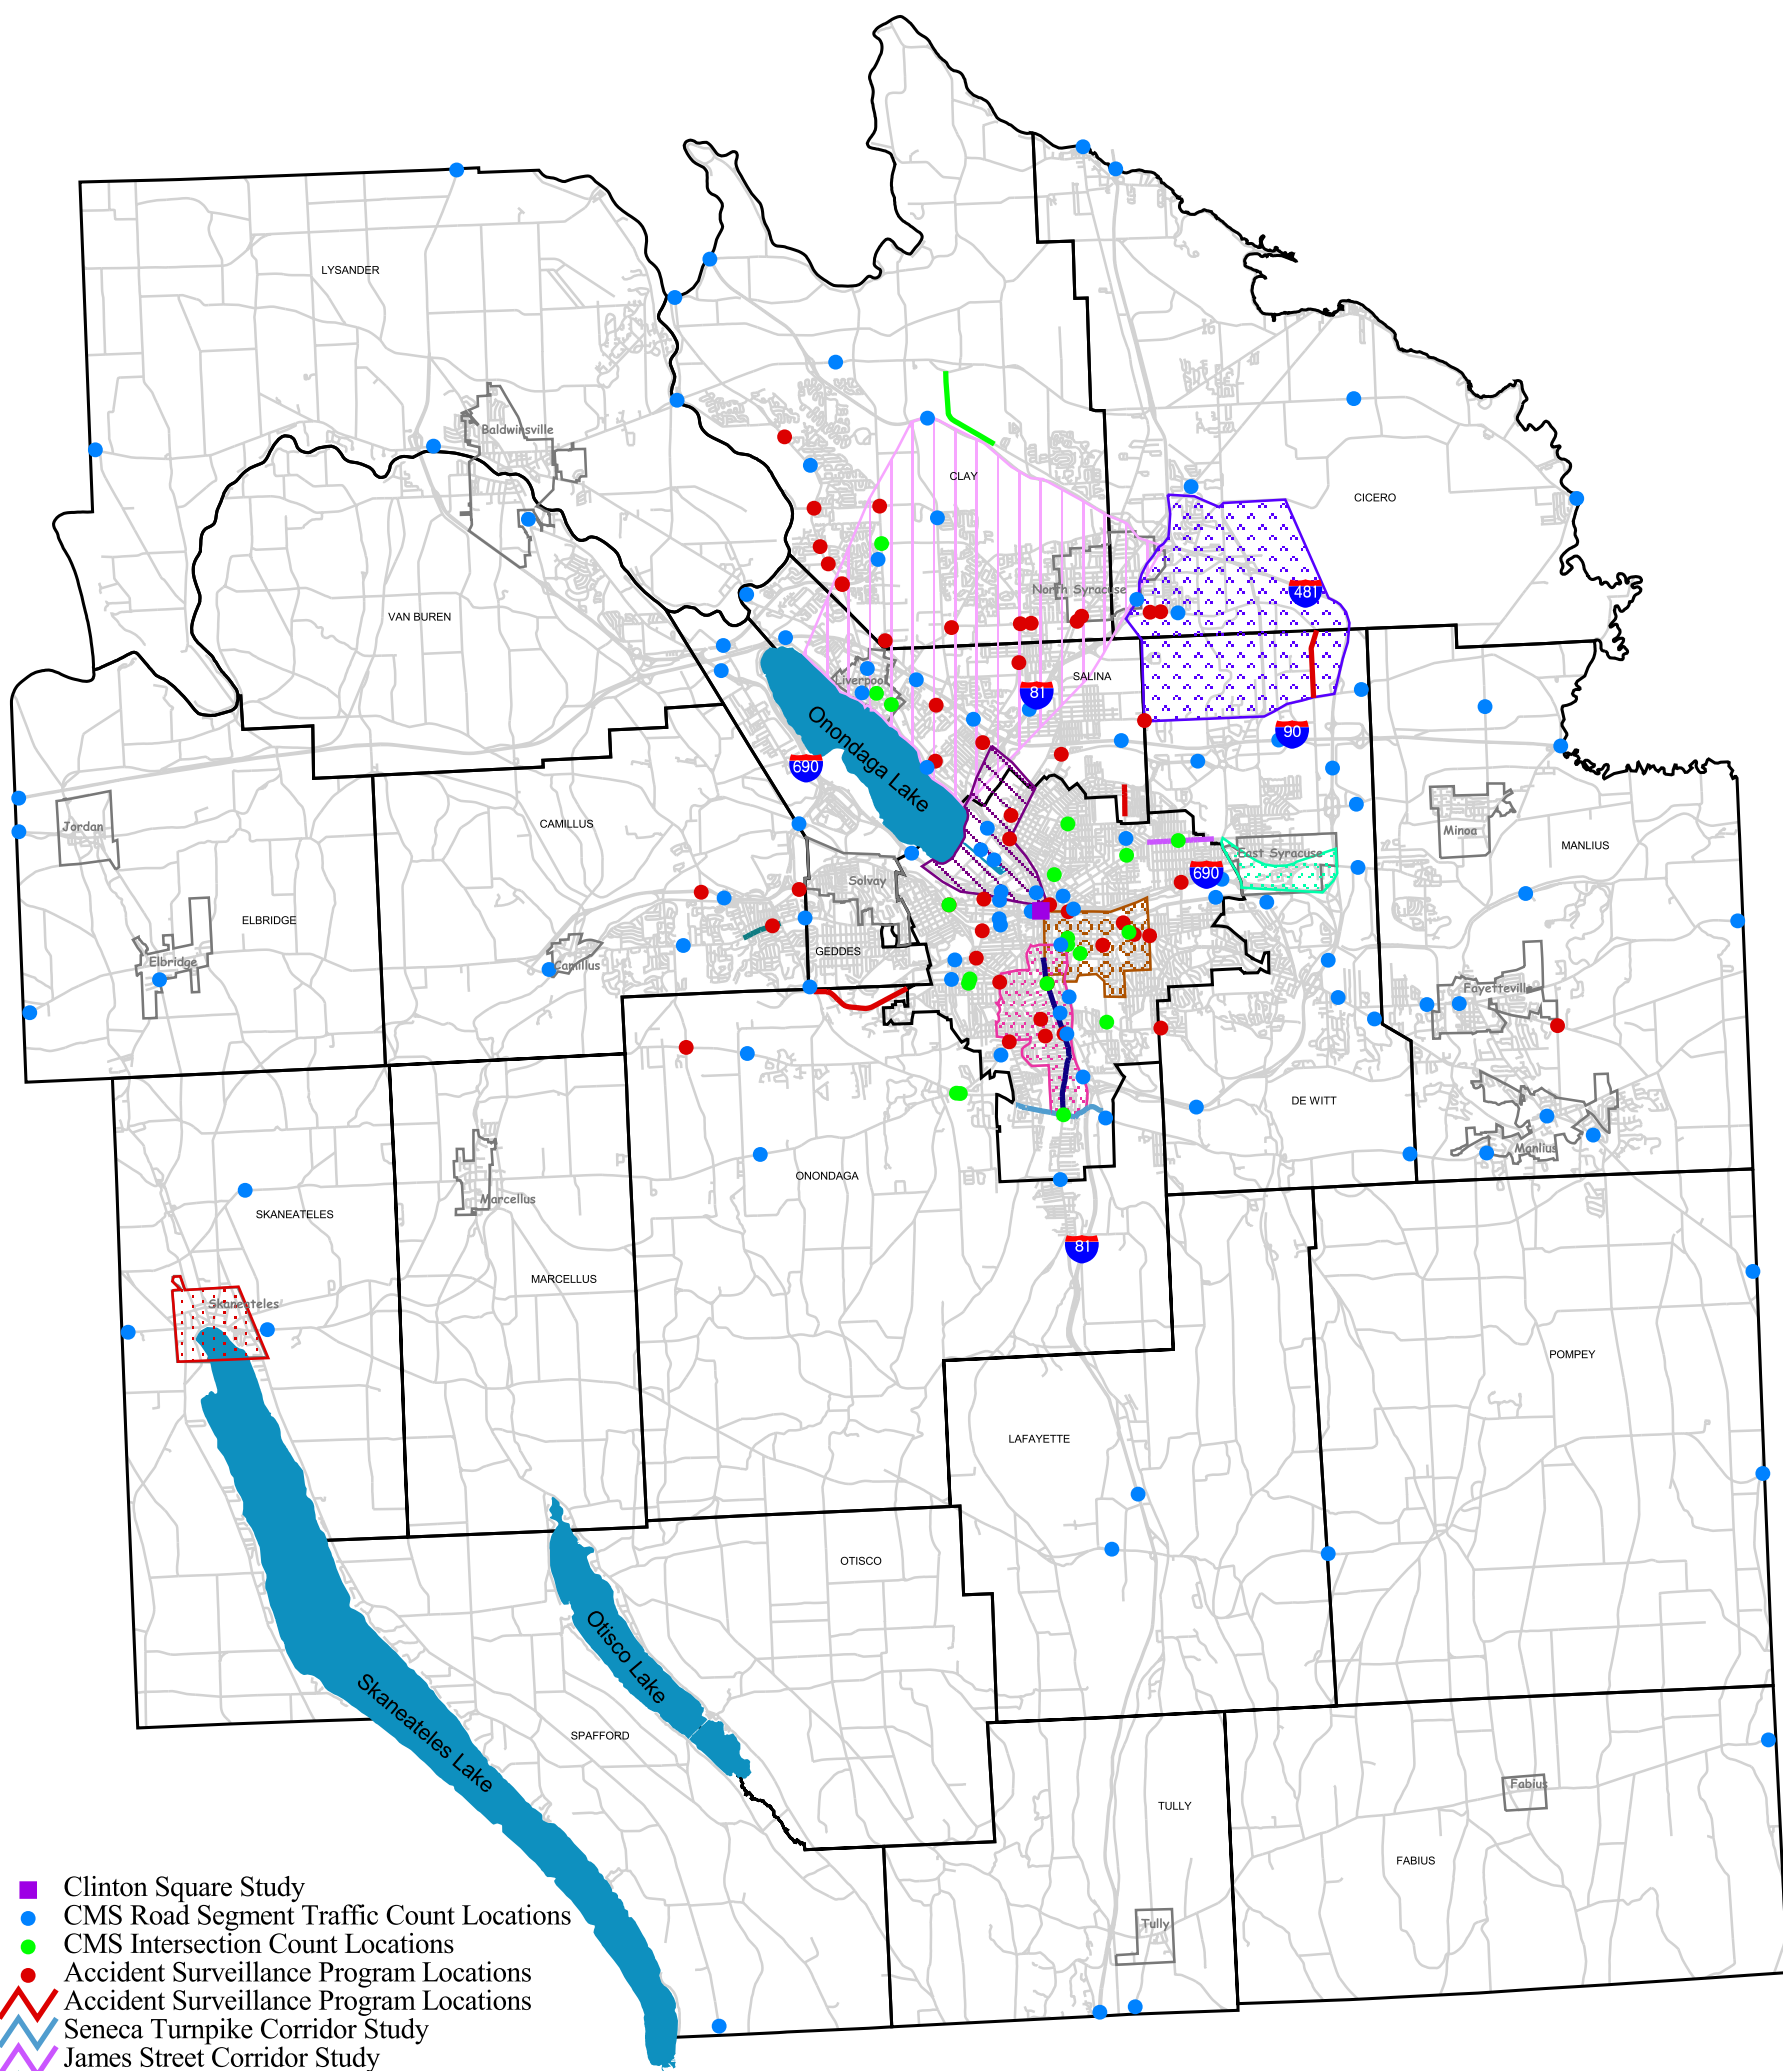 LYSANDER
Baldwinsville
CLAY
CICERO
481
North Syracuse
VAN BUREN
SALINA
Liverpool
81
Onondaga Lake
90
690
Jordan
CAMILLUS
Minoa
MANLIUS
East Syracuse
690
Solvay
ELBRIDGE
GEDDES
Elbridge
Camillus
Fayetteville
DE WITT
Manlius
ONONDAGA
Marcellus
SKANEATELES
81
MARCELLUS
Skaneateles
POMPEY
LAFAYETTE
OTISCO
Otisco Lake
Skaneateles Lake
SPAFFORD
Fabius
TULLY
FABIUS
Tully
Clinton Square Study
CMS Road Segment Traffic Count Locations
CMS Intersection Count Locations
Accident Surveillance Program Locations
Accident Surveillance Program Locations
Seneca Turnpike Corridor Study
James Street Corridor Study